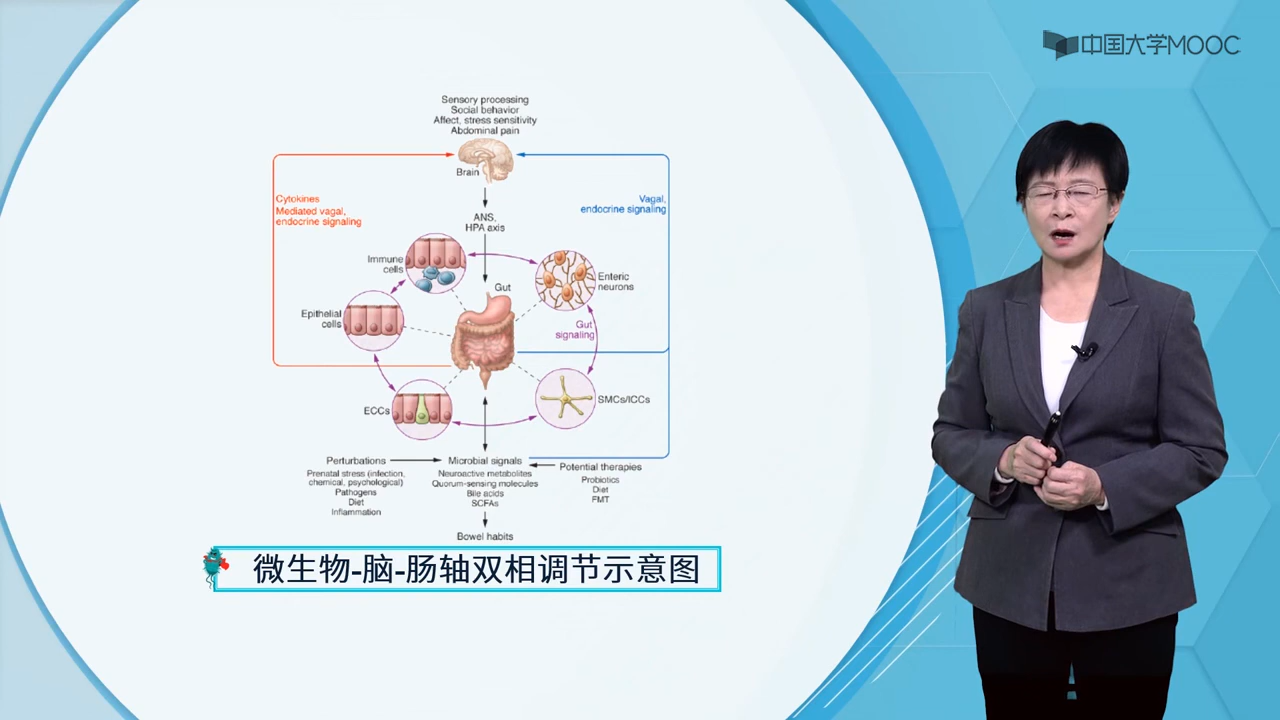 中国大学MOOC
Sensory processing
Social behavior
Affect, stress sensitivity
Abdominal pain
Brain
Cytokines
Mediated vagal,
endocrine signaling
Vagal,
endocrine signaling
ANS,
HPA axis
Immune
cells
Gut
Enteric
neurons
Epithelial
cells
Gut
signaling
ECCs
SMCs/ICCs
Perturbations
Prenatal stress (infection,
chemical, psychological)
Pathogens
Diet
Inflammation
Microbial signals
Neuroactive metabolites
Quorum-sensing molecules
Bile acids
SCFAs
Potential therapies
Probiotics
Diet
FMT
Bowel habits
微生物-脑-肠轴双相调节示意图